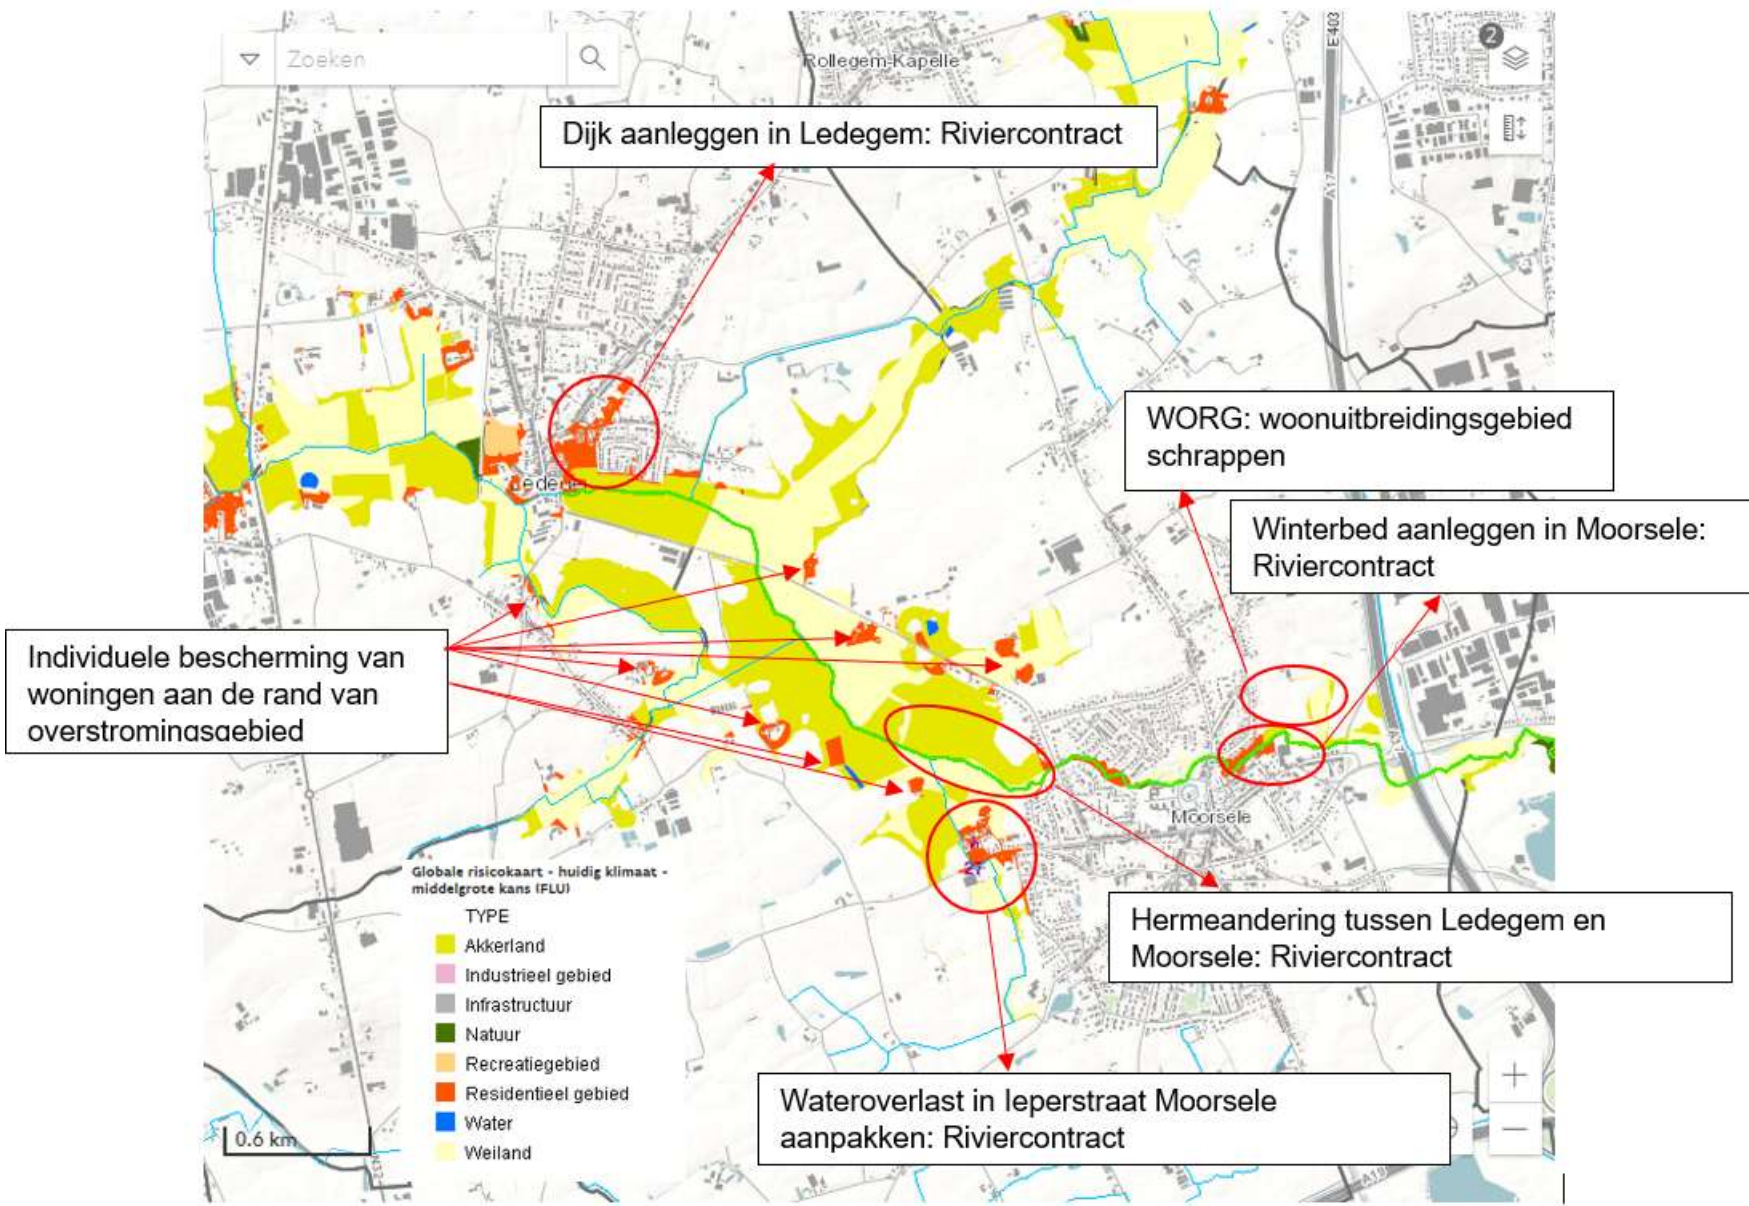 Zoeken
Rollegem-Kapelle
E403
2
Dijk aanleggen in Ledegem: Riviercontract
A17
WORG: woonuitbreidingsgebied
schrappen
Winterbed aanleggen in Moorsele:
Riviercontract
Individuele bescherming van
woningen aan de rand van
overstromingsgebied
Moorsele
Globale risicokaart - huidig klimaat -
middelgrote kans (FLU)
TYPE
Akkerland
Industrieel gebied
Infrastructuur
Natuur
Recreatiegebied
Residentieel gebied
Water
Weiland
Hermeandering tussen Ledegem en
Moorsele: Riviercontract
Wateroverlast in Ieperstraat Moorsele
aanpakken: Riviercontract
0.6 km
N32
A19
+
−